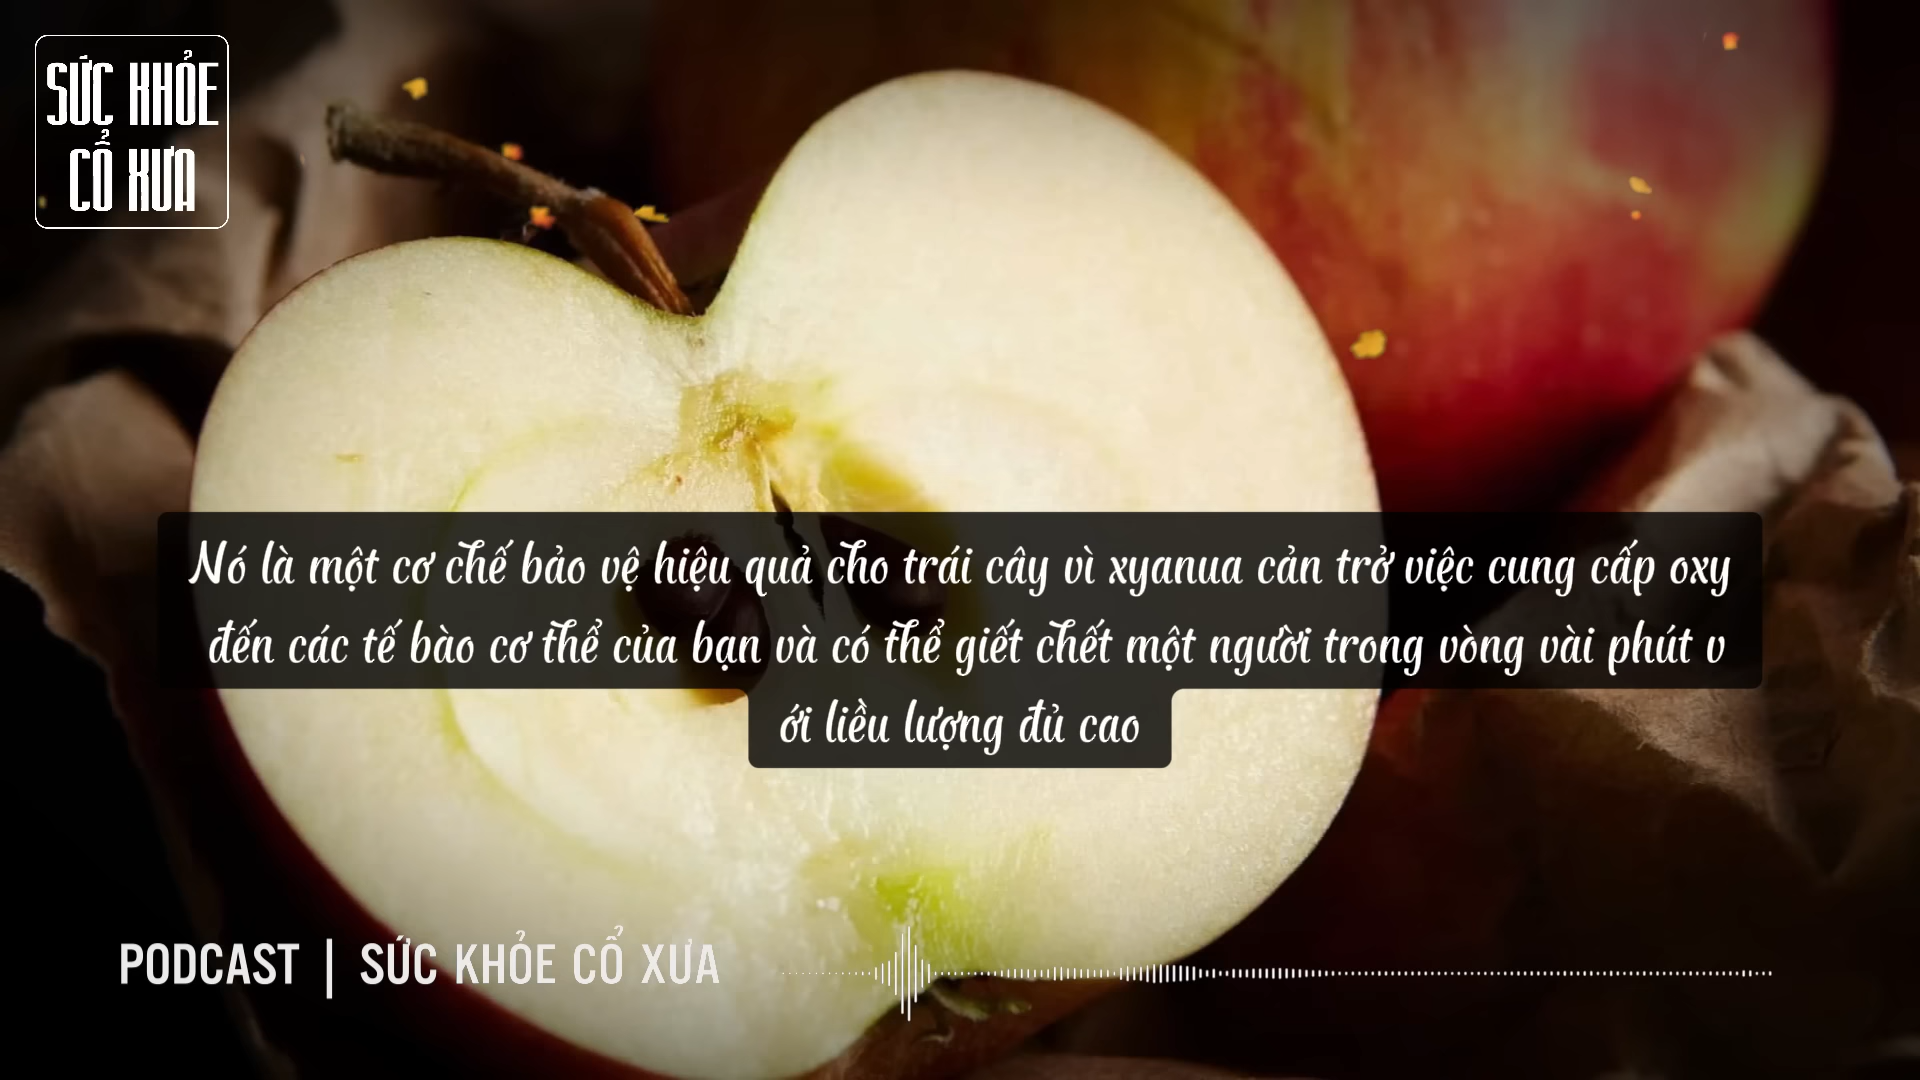 SỨC KHỎE
CỔ XƯA
Nó là một cơ chế bảo vệ hiệu quả cho trái cây vì xyanua cản trở việc cung cấp oxy
đến các tế bào cơ thể của bạn và có thể giết chết một người trong vòng vài phút v
ới liều lượng đủ cao
PODCAST | SỨC KHỎE CỔ XƯA